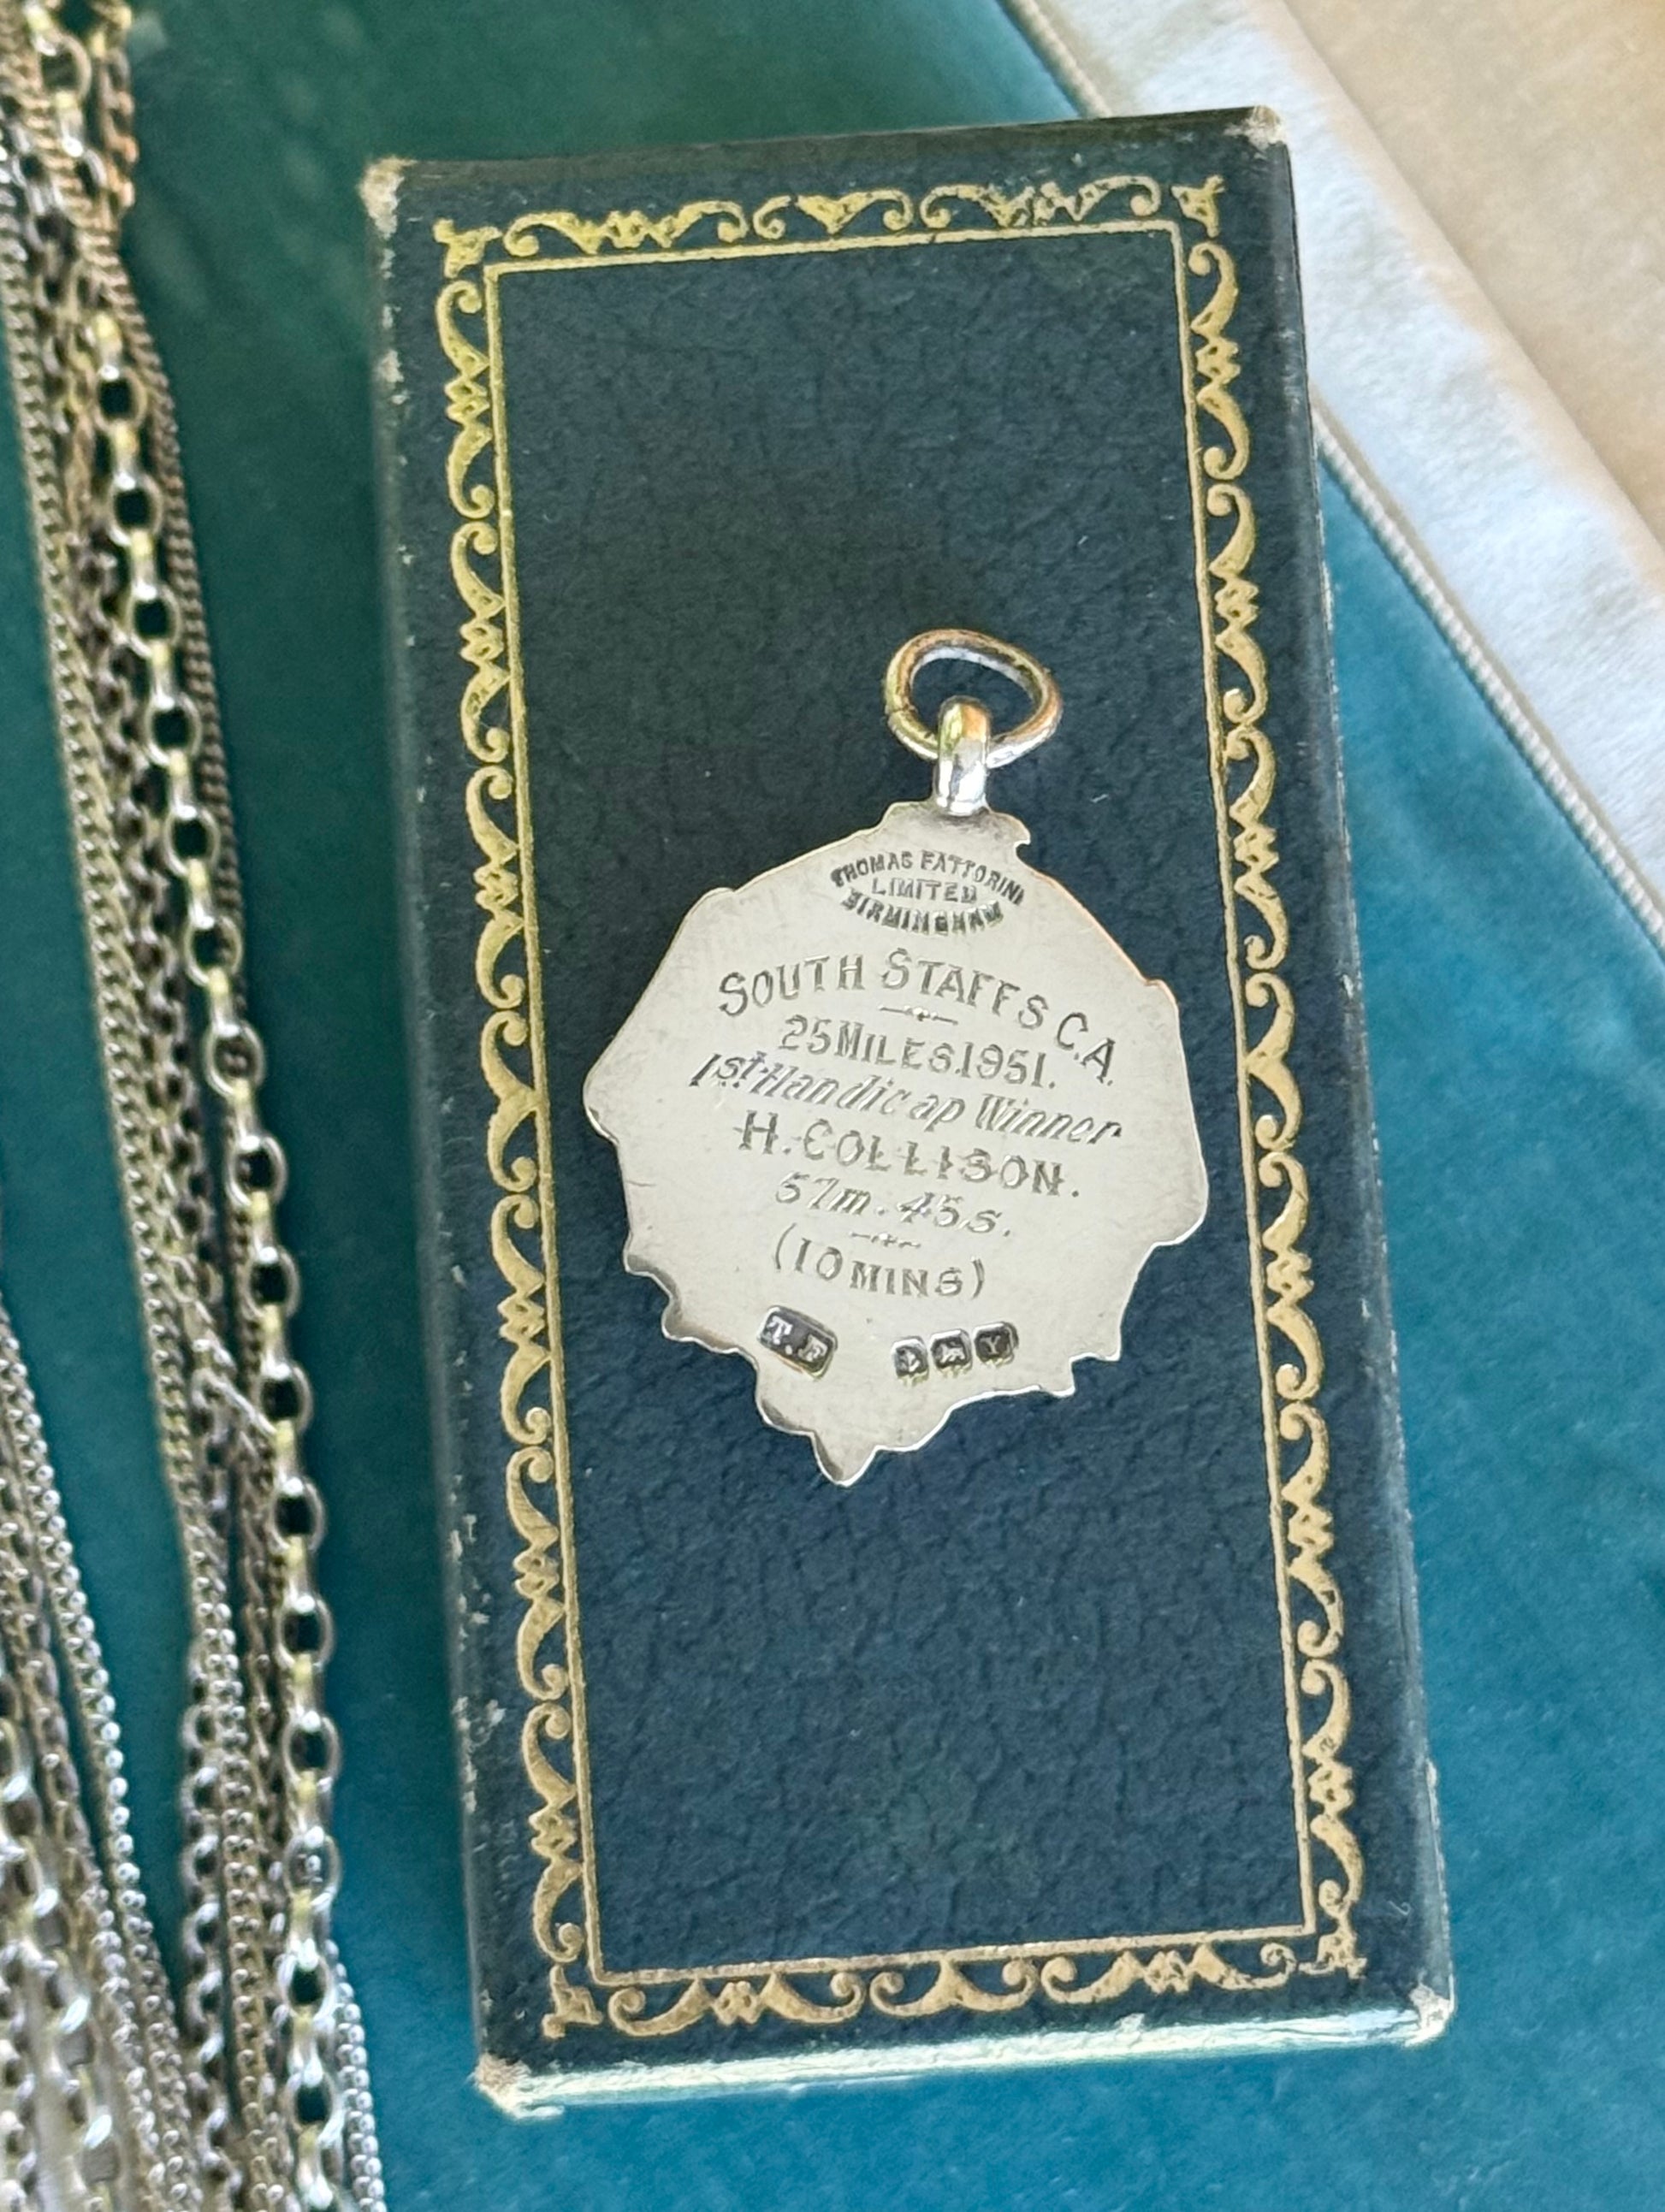 THOMAS FATTORINI
LIMITED
BIRMINGHAM
SOUTH STAFFS C.A.
25 MILES.1951.
1st Handicap Winner
H. COLLISON.
57m. 45s.
(10 MINS)
T.F Y